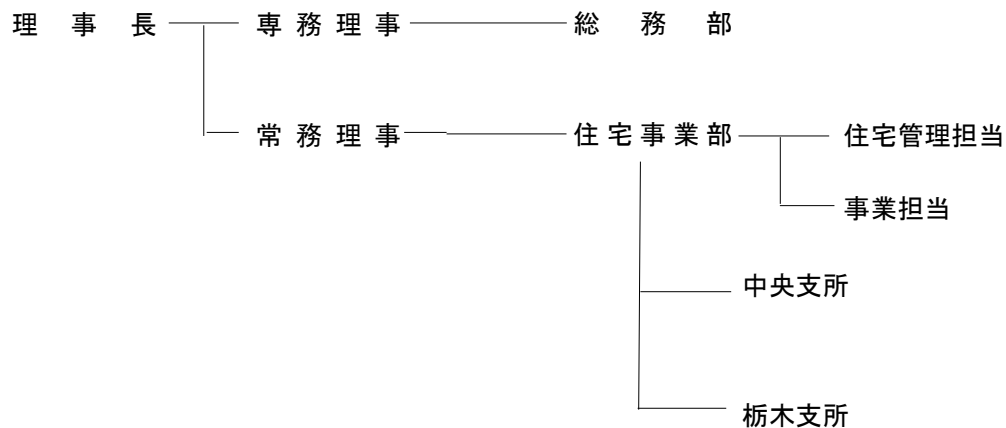 理事長 専務理事 総務部
常務理事 住宅事業部 住宅管理担当
事業担当
中央支所
栃木支所